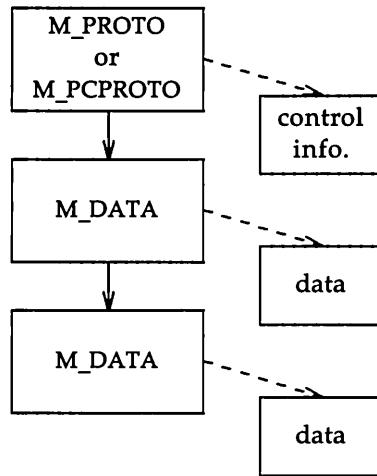 M_PROTO
or
M_PCPROTO
control
info.
M_DATA
data
M_DATA
data